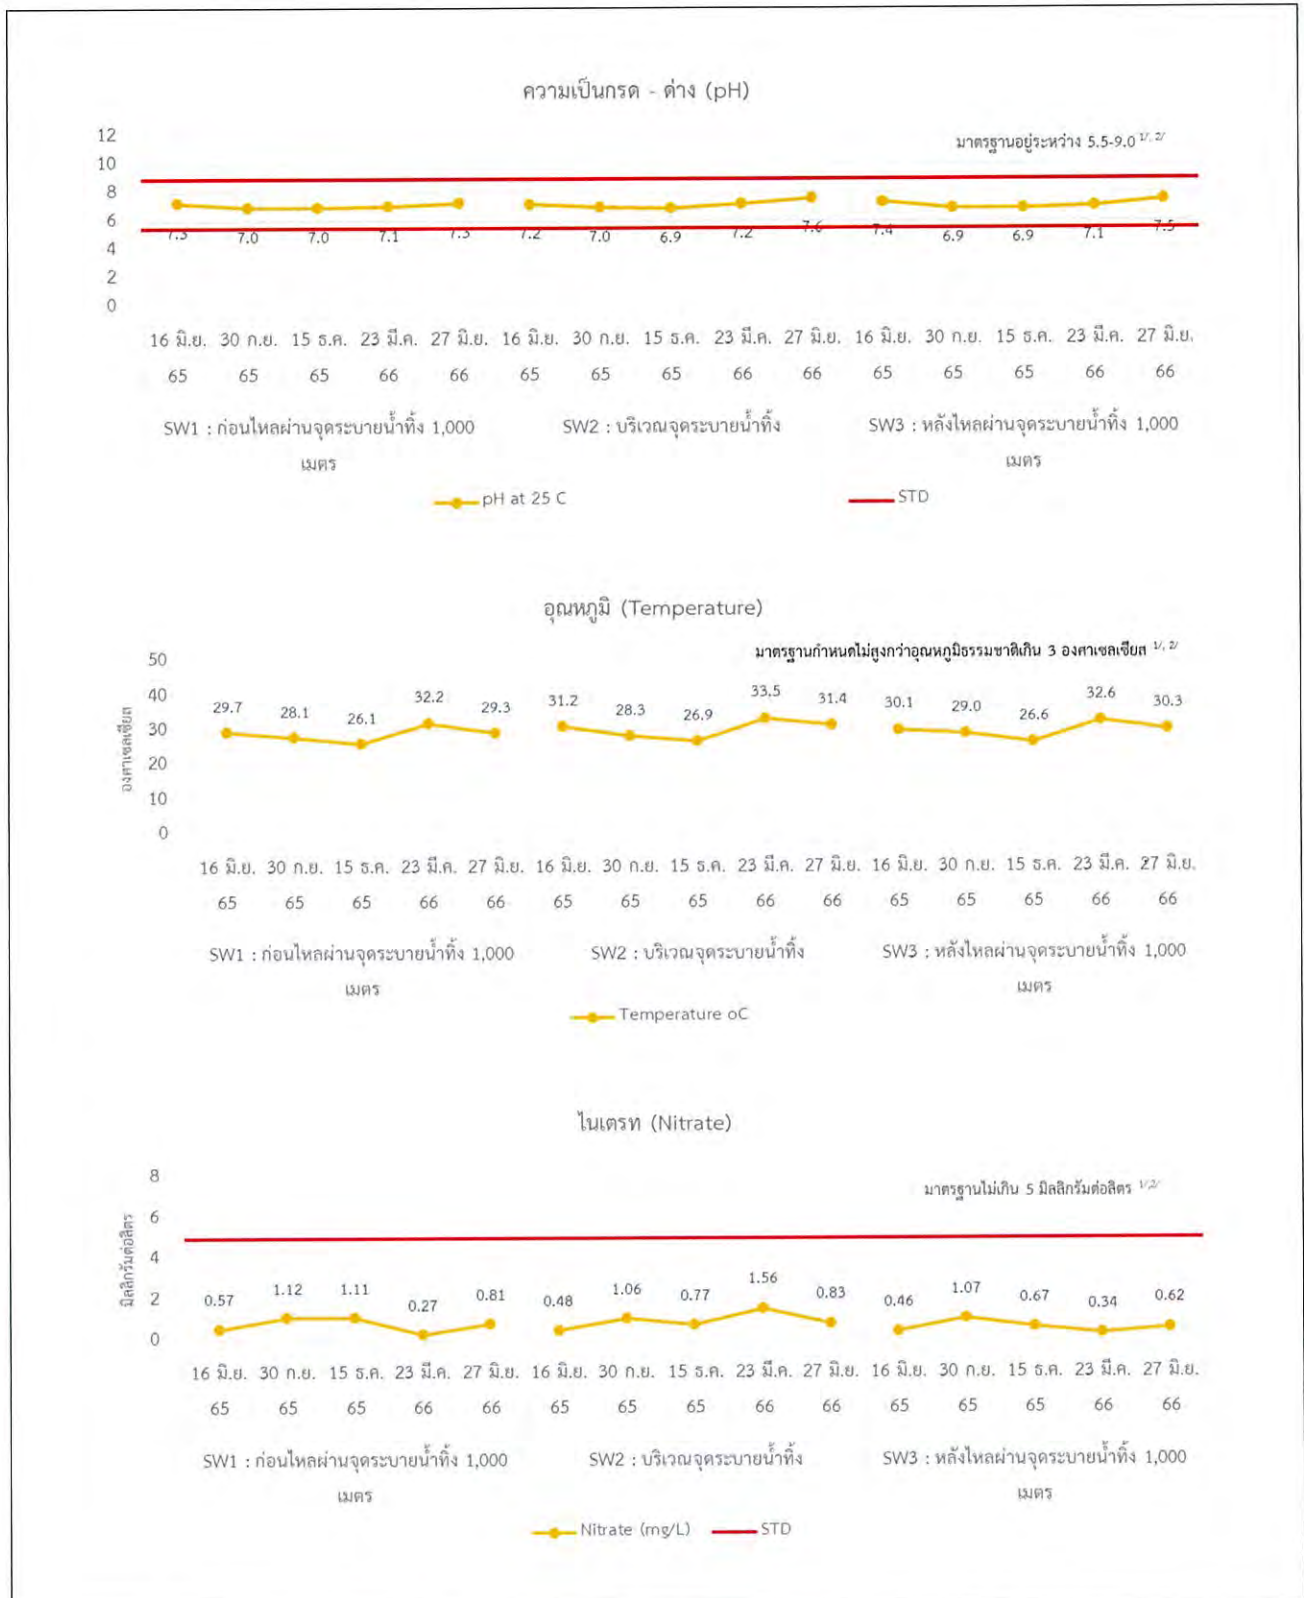 ความเป็นกรด - ด่าง (pH)
มาตรฐานอยู่ระหว่าง 5.5-9.0 1/, 2/
12
10
8
6
4
2
0
7.3 7.0 7.0 7.1 7.3 7.2 7.0 6.9 7.2 7.6 7.4 6.9 6.9 7.1 7.5
16 มิ.ย. 30 ก.ย. 15 ธ.ค. 23 มี.ค. 27 มิ.ย. 16 มิ.ย. 30 ก.ย. 15 ธ.ค. 23 มี.ค. 27 มิ.ย. 16 มิ.ย. 30 ก.ย. 15 ธ.ค. 23 มี.ค. 27 มิ.ย.
65 65 65 66 66 65 65 65 66 66 65 65 65 66 66
SW1 : ก่อนไหลผ่านจุดระบายน้ำทิ้ง 1,000 SW2 : บริเวณจุดระบายน้ำทิ้ง SW3 : หลังไหลผ่านจุดระบายน้ำทิ้ง 1,000
เมตร เมตร
pH at 25 C STD
อุณหภูมิ (Temperature)
มาตรฐานกำหนดไม่สูงกว่าอุณหภูมิธรรมชาติเกิน 3 องศาเซลเซียส 1/, 2/
องศาเซลเซียส
50
40
30
20
10
0
29.7 28.1 26.1 32.2 29.3 31.2 28.3 26.9 33.5 31.4 30.1 29.0 26.6 32.6 30.3
16 มิ.ย. 30 ก.ย. 15 ธ.ค. 23 มี.ค. 27 มิ.ย. 16 มิ.ย. 30 ก.ย. 15 ธ.ค. 23 มี.ค. 27 มิ.ย. 16 มิ.ย. 30 ก.ย. 15 ธ.ค. 23 มี.ค. 27 มิ.ย.
65 65 65 66 66 65 65 65 66 66 65 65 65 66 66
SW1 : ก่อนไหลผ่านจุดระบายน้ำทิ้ง 1,000 SW2 : บริเวณจุดระบายน้ำทิ้ง SW3 : หลังไหลผ่านจุดระบายน้ำทิ้ง 1,000
เมตร เมตร
Temperature oC
ไนเตรท (Nitrate)
มาตรฐานไม่เกิน 5 มิลลิกรัมต่อลิตร 1/,2/
มิลลิกรัมต่อลิตร
8
6
4
2
0
0.57 1.12 1.11 0.27 0.81 0.48 1.06 0.77 1.56 0.83 0.46 1.07 0.67 0.34 0.62
16 มิ.ย. 30 ก.ย. 15 ธ.ค. 23 มี.ค. 27 มิ.ย. 16 มิ.ย. 30 ก.ย. 15 ธ.ค. 23 มี.ค. 27 มิ.ย. 16 มิ.ย. 30 ก.ย. 15 ธ.ค. 23 มี.ค. 27 มิ.ย.
65 65 65 66 66 65 65 65 66 66 65 65 65 66 66
SW1 : ก่อนไหลผ่านจุดระบายน้ำทิ้ง 1,000 SW2 : บริเวณจุดระบายน้ำทิ้ง SW3 : หลังไหลผ่านจุดระบายน้ำทิ้ง 1,000
เมตร เมตร
Nitrate (mg/L) STD